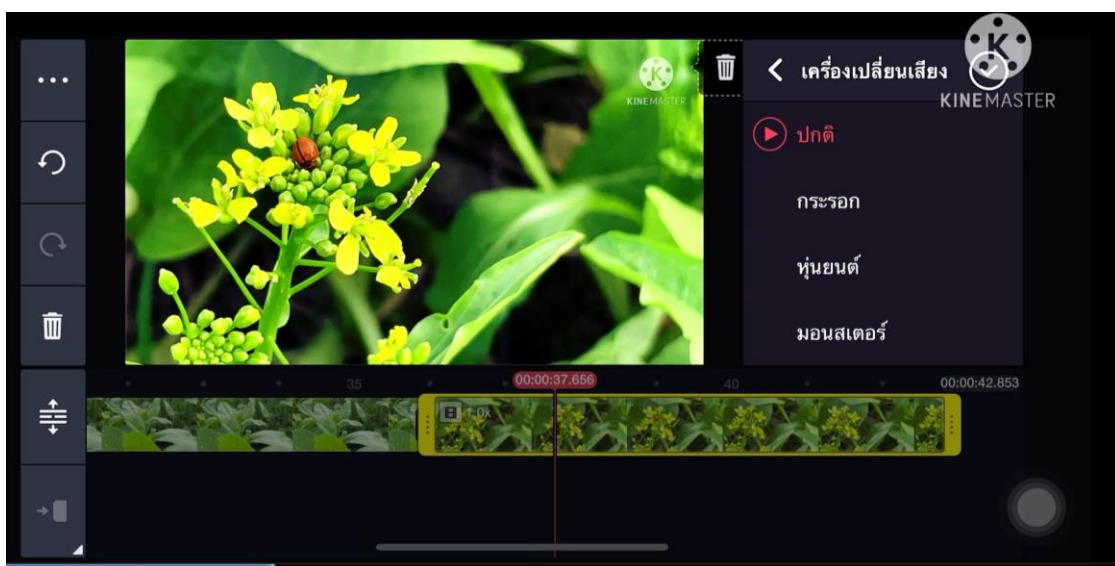 KINEMASTER
เครื่องเปลี่ยนเสียง
KINEMASTER
ปกติ
กระรอก
หุ่นยนต์
มอนสเตอร์
35
00:00:37.656
40
00:00:42.853
1.0x